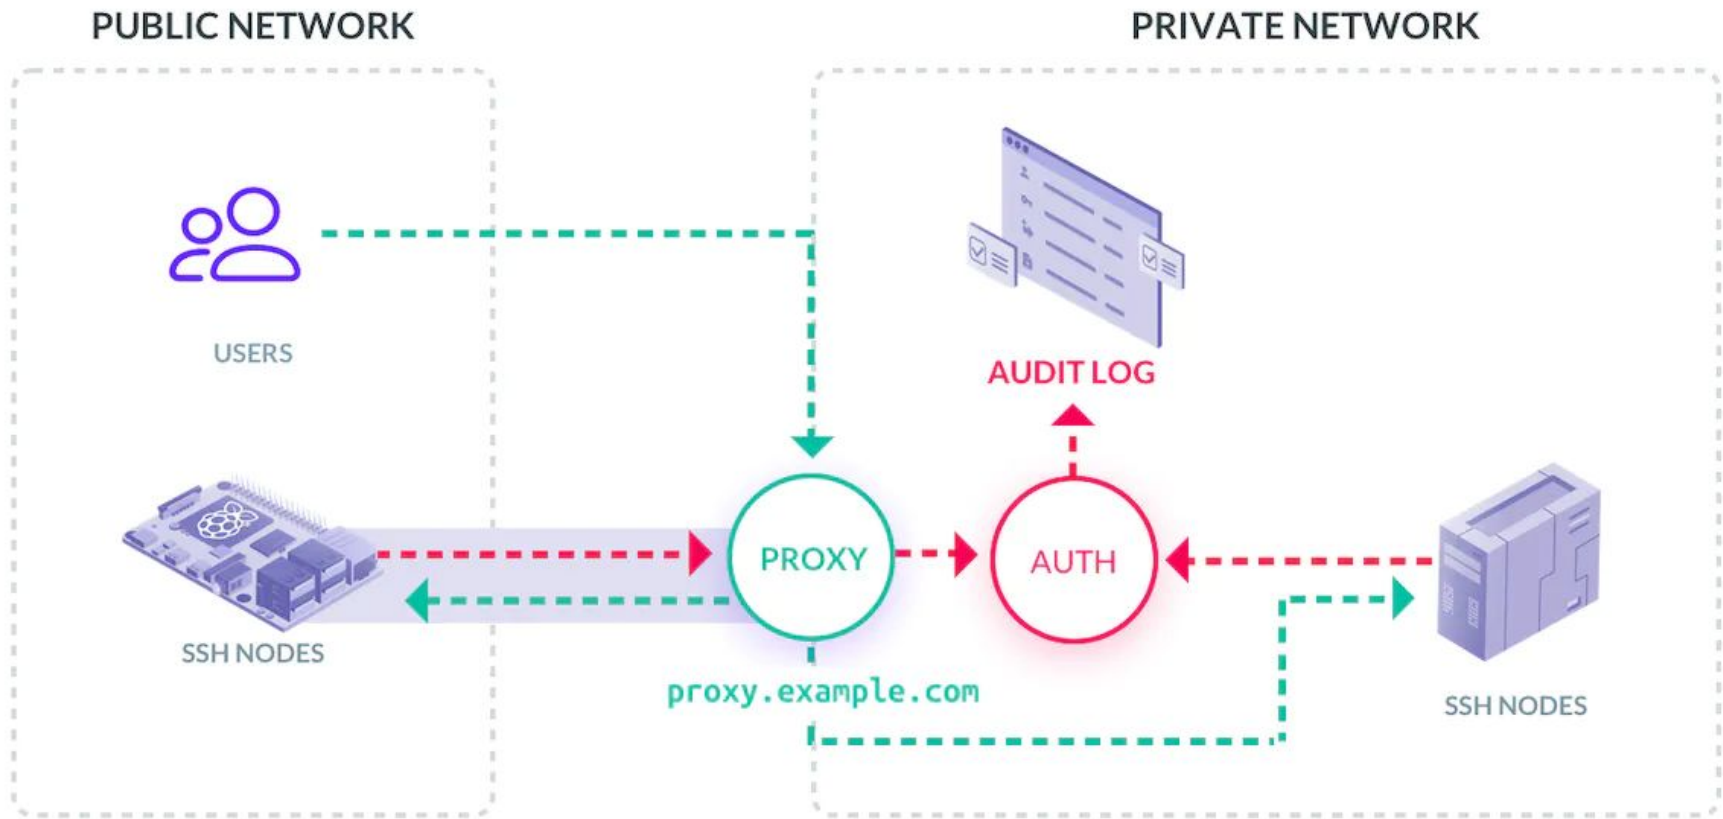 PUBLIC NETWORK
PRIVATE NETWORK
USERS
AUDIT LOG
PROXY
AUTH
SSH NODES
proxy.example.com
SSH NODES